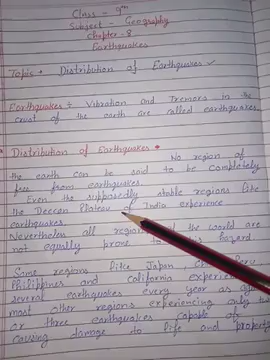 Class - 9th
Subject - Geography
Chapter - 8
Earthquakes
Topic → Distribution of Earthquakes
Earthquakes ÷ Vibration and Tremors in the
crust of the earth are called earthquakes.
Distribution of Earthquakes
No region of
the earth can be said to be completely
free from earthquakes.
Even the supposedly stable regions like
the Deccan Plateau of India experience
earthquakes.
Nevertheless all regions the world are
not equally prone to this hazard.
Some regions like Japan Peru
Philippines and California
several earthquakes every year as
most other regions experiencing only
or three earthquakes capable of
causing damage to life and property